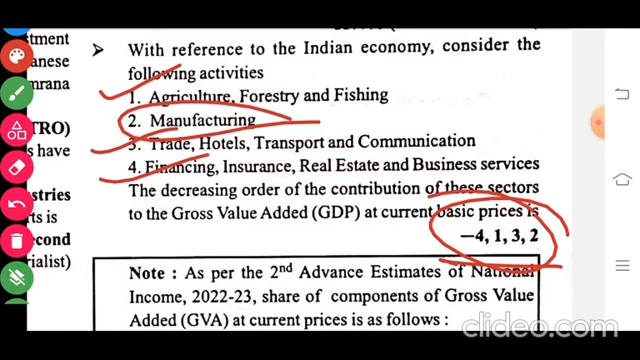 stment
anese
mrana
TRO)
s have
stries
rts is
econd
rialist)
➤ With reference to the Indian economy, consider the
following activities
1. Agriculture, Forestry and Fishing
2. Manufacturing
3. Trade, Hotels, Transport and Communication
4. Financing, Insurance, Real Estate and Business services
The decreasing order of the contribution of these sectors
to the Gross Value Added (GDP) at current basic prices is
–4, 1, 3, 2
Note : As per the 2nd Advance Estimates of National
Income, 2022-23, share of components of Gross Value
Added (GVA) at current prices is as follows :
clideo.com